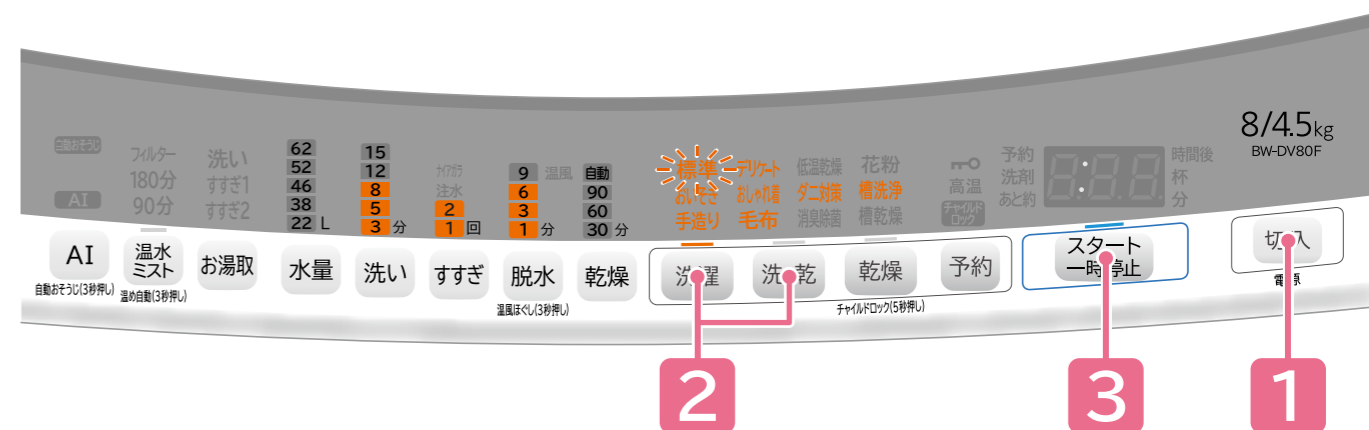 8/4.5kg
BW-DV80F
自動おそうじ
AI
フィルター
180分
90分
洗い
すすぎ1
すすぎ2
62
52
46
38
22 L
15
12
8
5
3 分
ナイアガラ
注水
2
1 回
9 温風
6
3
1 分
自動
90
60
30 分
標準 デリケート 低温乾燥 花粉
おいそぎ おしゃれ着 ダニ対策 槽洗浄
手造り 毛布 消臭除菌 槽乾燥
高温
チャイルドロック
予約
洗剤
あと約
8:88
時間後
杯
分
AI
自動おそうじ(3秒押し)
温水
ミスト
温め自動(3秒押し)
お湯取
水量
洗い
すすぎ
脱水
温風ほぐし(3秒押し)
乾燥
洗濯
洗乾
乾燥
予約
チャイルドロック(5秒押し)
スタート
一時停止
切入
電源
2
3
1